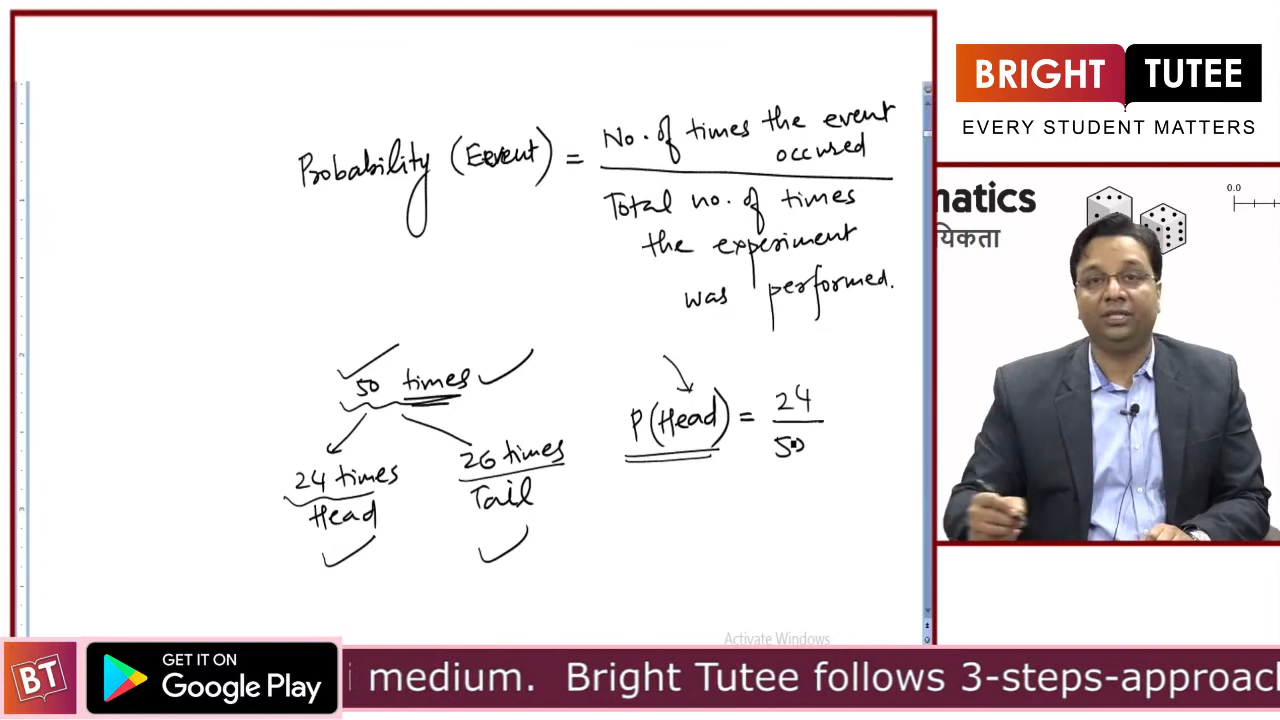 BRIGHT TUTEE
EVERY STUDENT MATTERS
Probability (Event) = No. of times the event
occured
Total no. of times
the experiment
was performed.
natics
यिकता
0.0
50 times
24 times
Head
26 times
Tail
P(Head) = 24
50
Activate Windows
BT
GET IT ON
Google Play
i medium. Bright Tutee follows 3-steps-approach